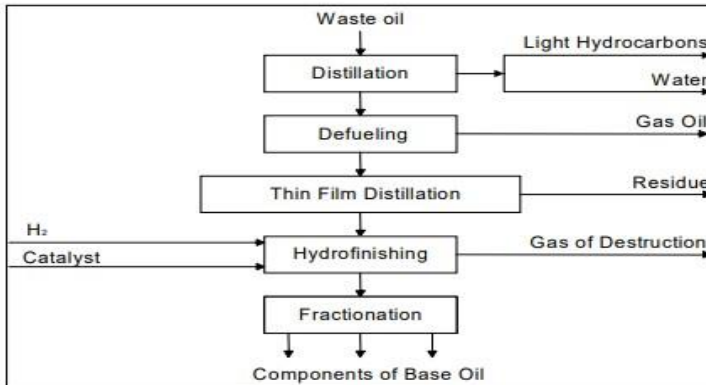 Waste oil
Light Hydrocarbons
Distillation
Water
Defueling
Gas Oil
Thin Film Distillation
Residue
H₂
Catalyst
Hydrofinishing
Gas of Destruction
Fractionation
Components of Base Oil